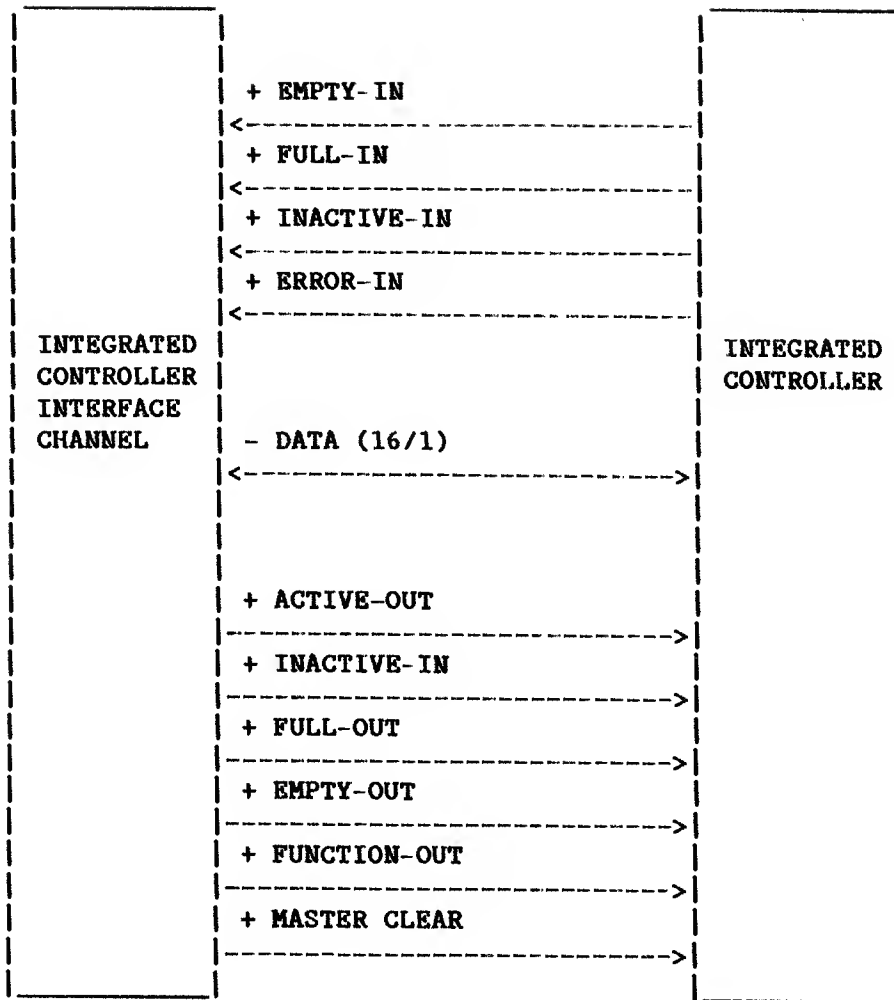 + EMPTY-IN
+ FULL-IN
+ INACTIVE-IN
+ ERROR-IN
INTEGRATED
CONTROLLER
INTERFACE
CHANNEL
INTEGRATED
CONTROLLER
- DATA (16/1)
+ ACTIVE-OUT
+ INACTIVE-IN
+ FULL-OUT
+ EMPTY-OUT
+ FUNCTION-OUT
+ MASTER CLEAR